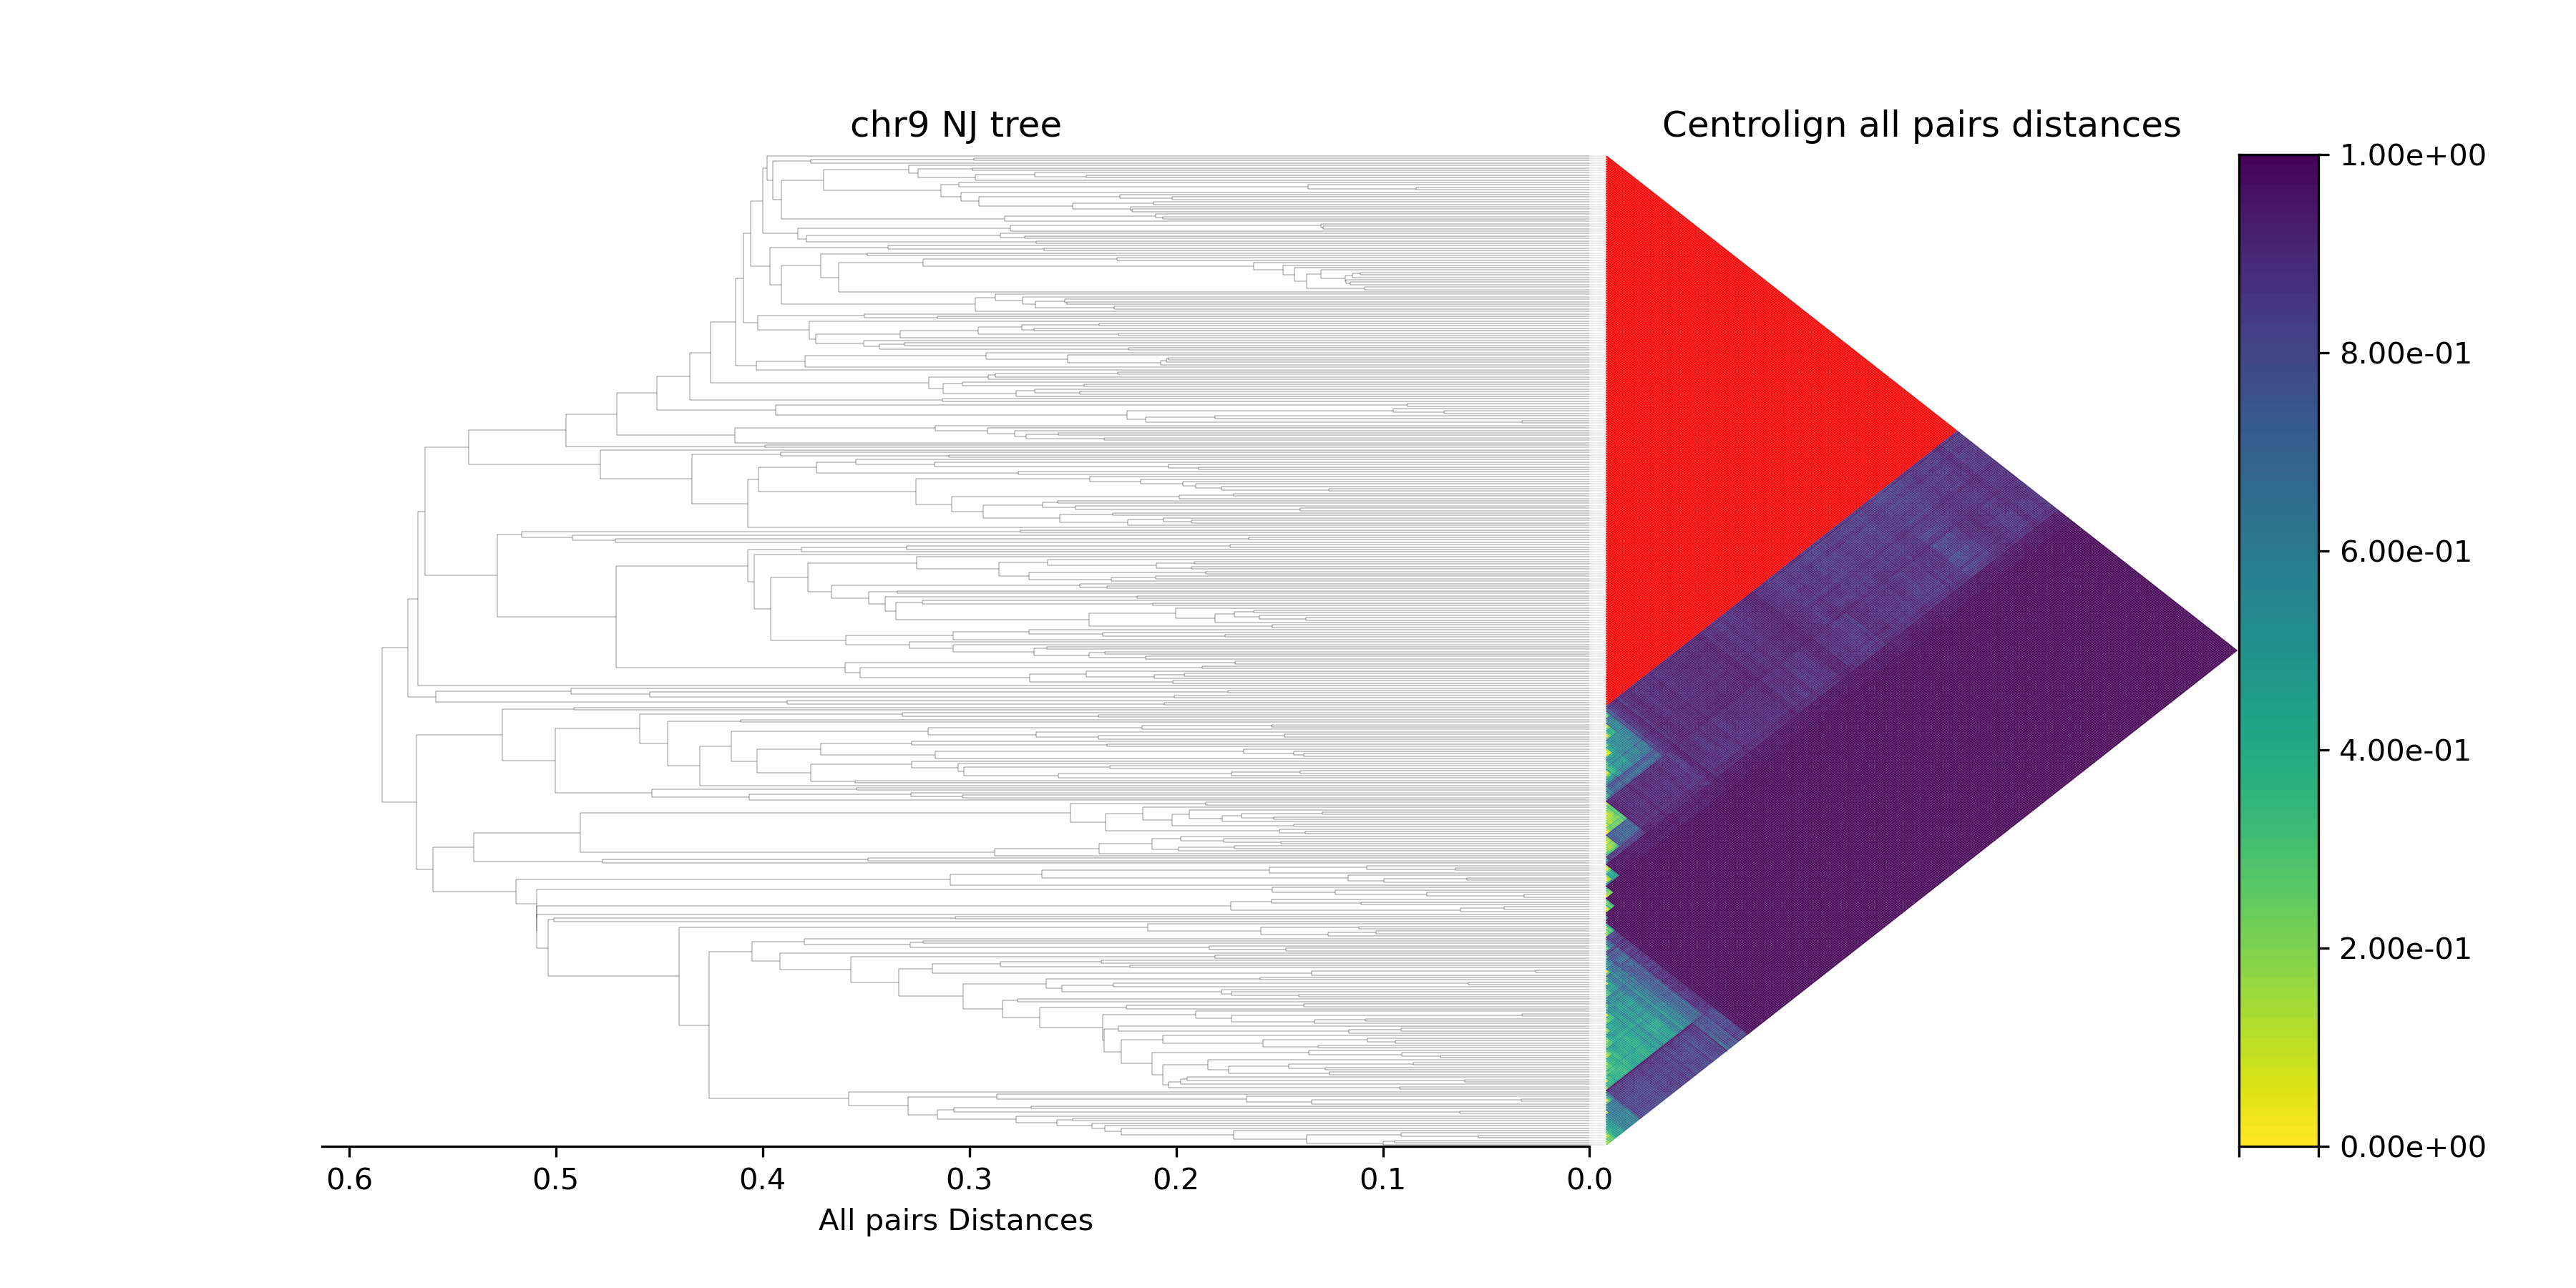 chr9 NJ tree
Centrolign all pairs distances
1.00e+00
8.00e-01
6.00e-01
4.00e-01
2.00e-01
0.00e+00
0.6 0.5 0.4 0.3 0.2 0.1 0.0
All pairs Distances